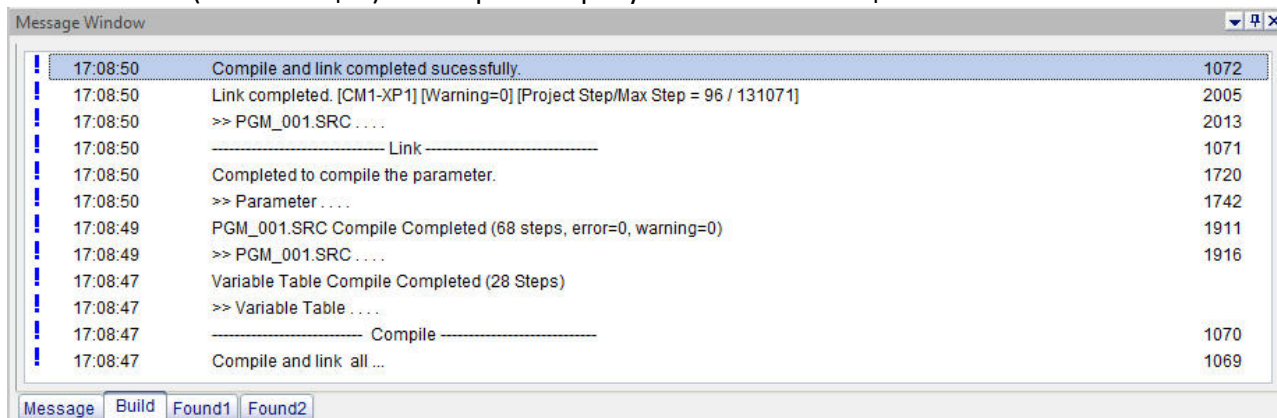 Message Window
! 17:08:50 Compile and link completed sucessfully. 1072
! 17:08:50 Link completed. [CM1-XP1] [Warning=0] [Project Step/Max Step = 96 / 131071] 2005
! 17:08:50 >> PGM_001.SRC . . . . 2013
! 17:08:50 ---------------------------- Link ---------------------------- 1071
! 17:08:50 Completed to compile the parameter. 1720
! 17:08:50 >> Parameter . . . . 1742
! 17:08:49 PGM_001.SRC Compile Completed (68 steps, error=0, warning=0) 1911
! 17:08:49 >> PGM_001.SRC . . . . 1916
! 17:08:47 Variable Table Compile Completed (28 Steps)
! 17:08:47 >> Variable Table . . . .
! 17:08:47 ------------------------- Compile ------------------------- 1070
! 17:08:47 Compile and link all ... 1069
Message Build Found1 Found2